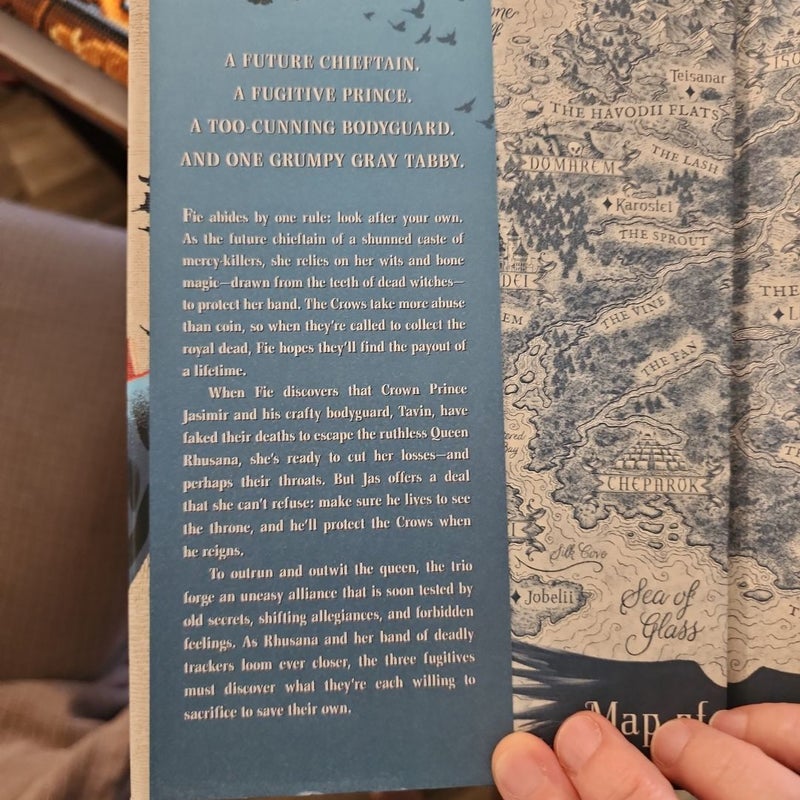 A FUTURE CHIEFTAIN.
A FUGITIVE PRINCE.
A TOO-CUNNING BODYGUARD.
AND ONE GRUMPY GRAY TABBY.
Fie abides by one rule: look after your own.
As the future chieftain of a shunned caste of
mercy-killers, she relies on her wits and bone
magic—drawn from the teeth of dead witches—
to protect her band. The Crows take more abuse
than coin, so when they're called to collect the
royal dead, Fie hopes they'll find the payout of
a lifetime.
When Fie discovers that Crown Prince
Jasimir and his crafty bodyguard, Tavin, have
faked their deaths to escape the ruthless Queen
Rhusana, she's ready to cut her losses—and
perhaps their throats. But Jas offers a deal
that she can't refuse: make sure he lives to see
the throne, and he'll protect the Crows when
he reigns.
To outrun and outwit the queen, the trio
forge an uneasy alliance that is soon tested by
old secrets, shifting allegiances, and forbidden
feelings. As Rhusana and her band of deadly
trackers loom ever closer, the three fugitives
must discover what they're each willing to
sacrifice to save their own.
Teisanar
THE HAVODII FLATS
DOMAREM
THE LASH
Karostei
THE SPROUT
THE VINE
THE
THE FAN
CHEPAROK
Silk Cove
Jobelii
Sea of
Glass
Map of